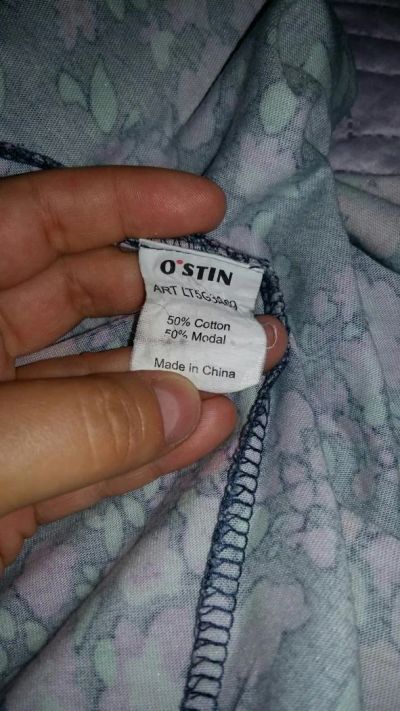 O'STIN
ART
50% Cotton
50% Modal
Made in China